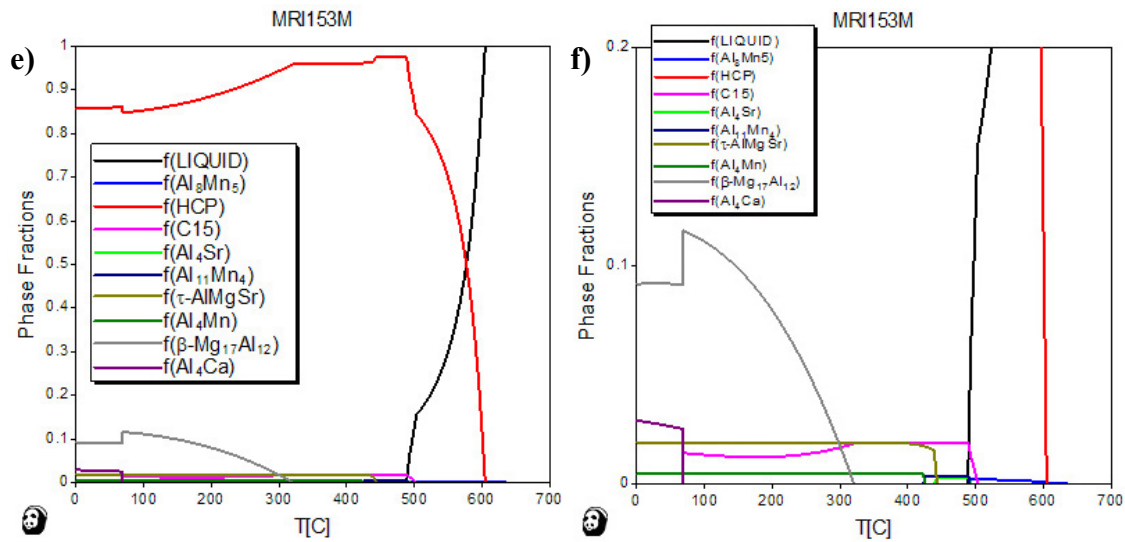 MRI153M
e)
1
0.9
0.8
0.7
0.6
0.5
0.4
0.3
0.2
0.1
0
Phase Fractions
f(LIQUID)
f(Al₈Mn₅)
f(HCP)
f(C15)
f(Al₄Sr)
f(Al₁₁Mn₄)
f(τ-AlMgSr)
f(Al₄Mn)
f(β-Mg₁₇Al₁₂)
f(Al₄Ca)
0 100 200 300 400 500 600 700
T[C]
MRI153M
f)
0.2
0.1
0
Phase Fractions
f(LIQUID)
f(Al₈Mn5)
f(HCP)
f(C15)
f(Al₄Sr)
f(Al₁₁Mn₄)
f(τ-AlMgSr)
f(Al₄Mn)
f(β-Mg₁₇Al₁₂)
f(Al₄Ca)
0 100 200 300 400 500 600 700
T[C]